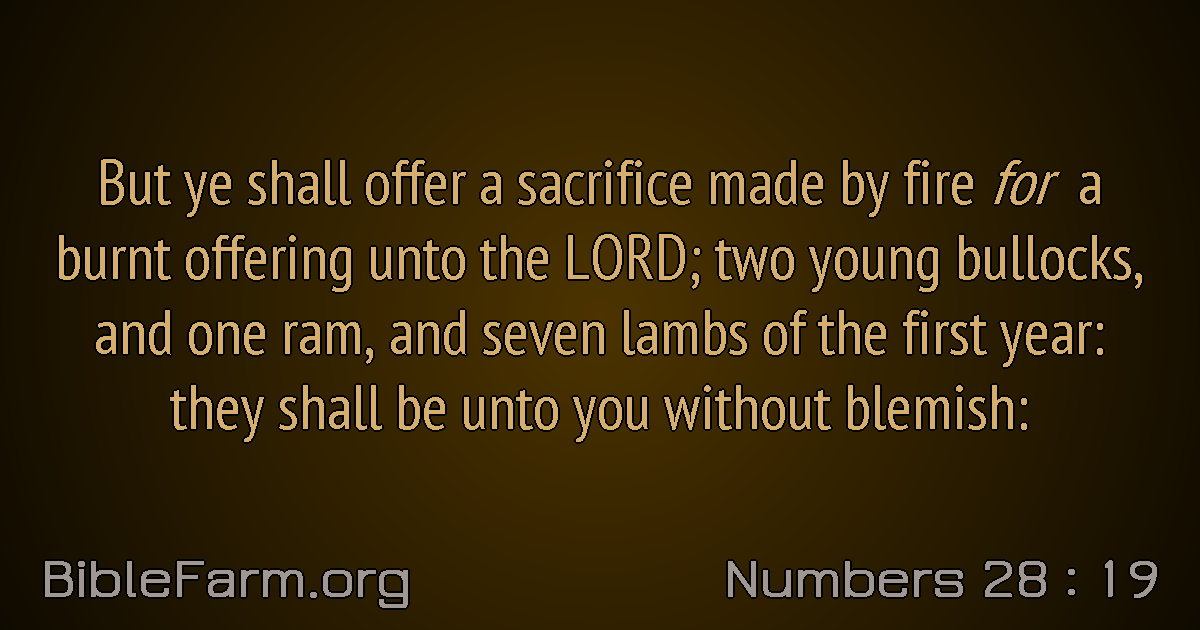 But ye shall offer a sacrifice made by fire for a
burnt offering unto the LORD; two young bullocks,
and one ram, and seven lambs of the first year:
they shall be unto you without blemish:
BibleFarm.org
Numbers 28 : 19